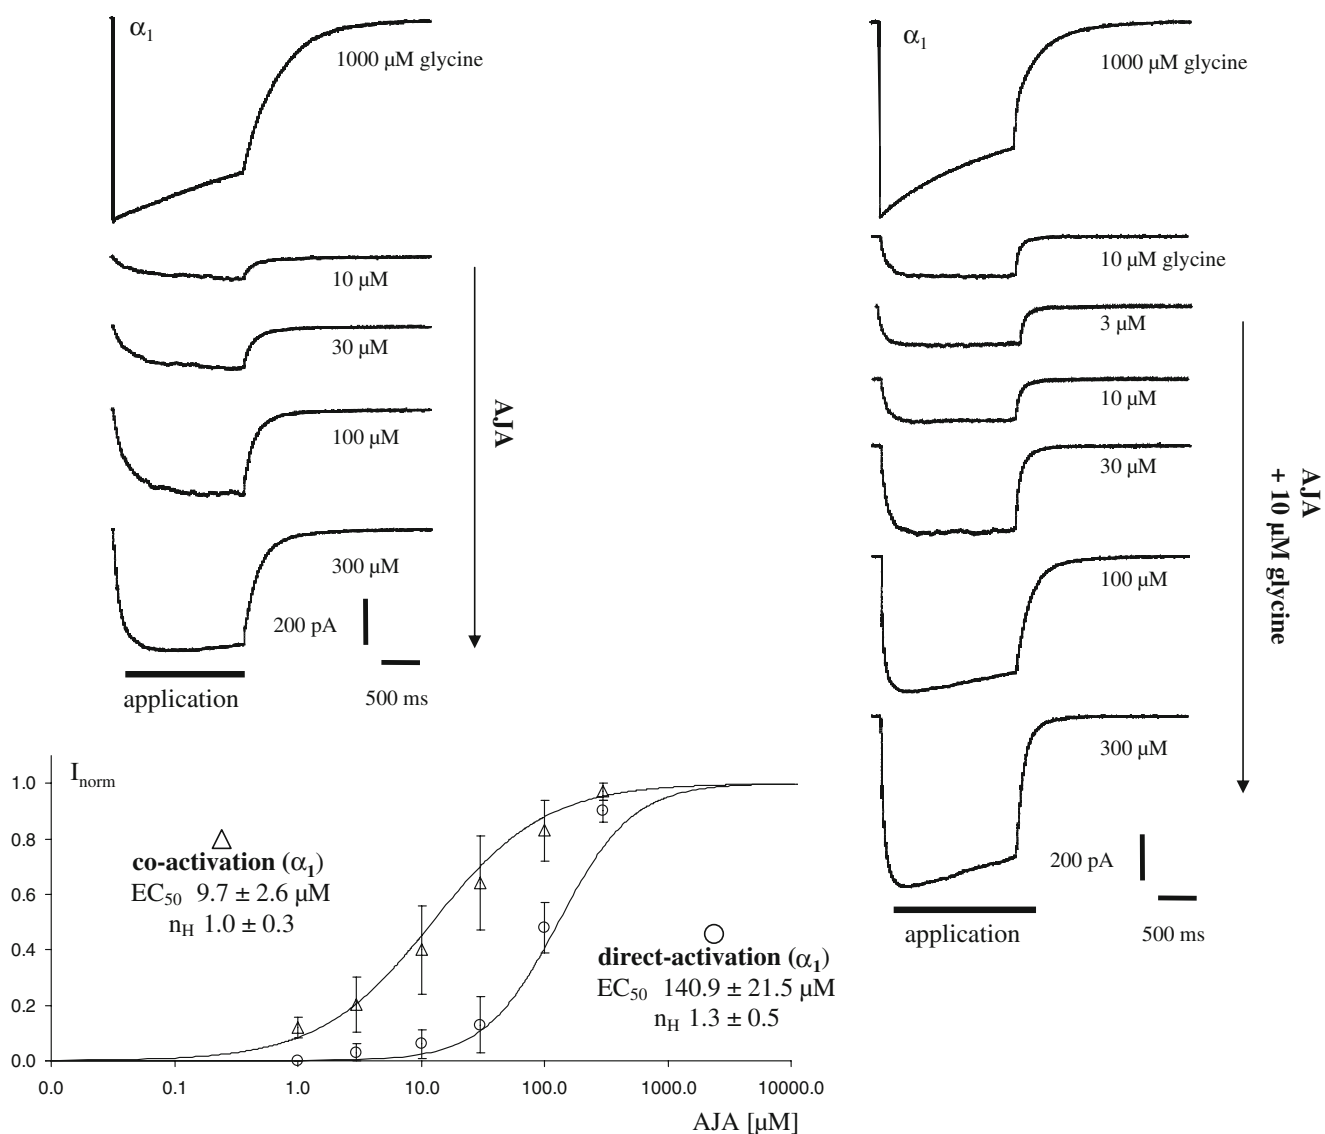 α1
1000 µM glycine
10 µM
30 µM
100 µM
300 µM
AJA
200 pA
500 ms
application
α1
1000 µM glycine
10 µM glycine
3 µM
10 µM
30 µM
100 µM
300 µM
AJA
+ 10 µM glycine
200 pA
500 ms
application
Inorm
1.0
0.8
0.6
0.4
0.2
0.0
co-activation (α1)
EC50 9.7 ± 2.6 µM
nH 1.0 ± 0.3
direct-activation (α1)
EC50 140.9 ± 21.5 µM
nH 1.3 ± 0.5
0.0 0.1 1.0 10.0 100.0 1000.0 10000.0
AJA [µM]